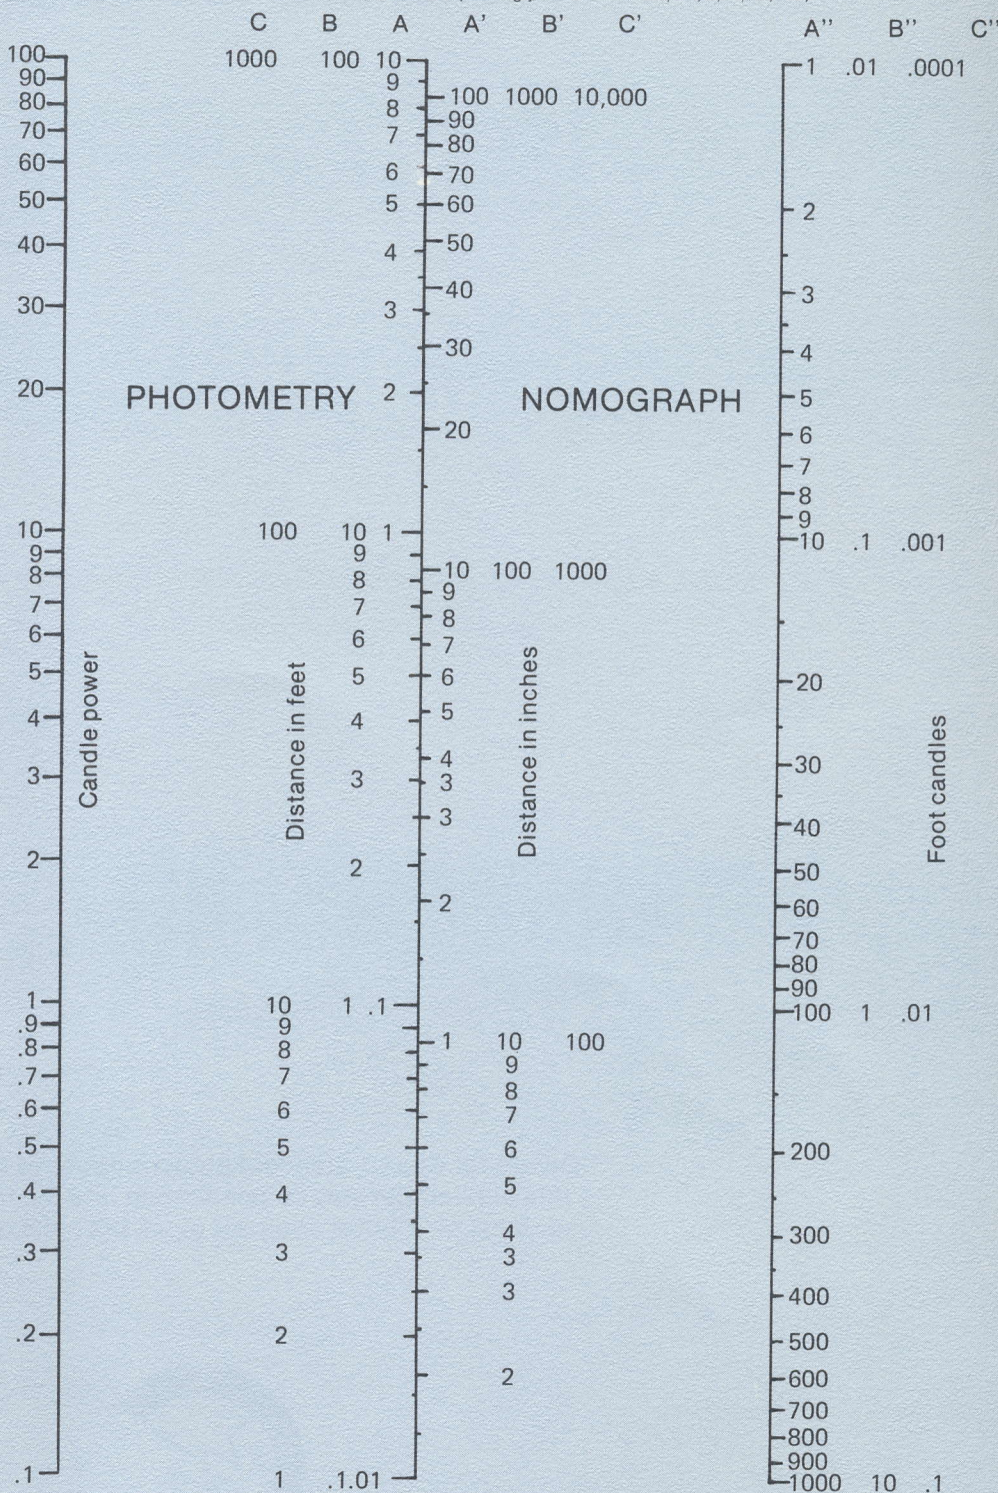 C B A A' B' C' A'' B'' C''
100 1000 100 10 1 .01 .0001
90 9 100 1000 10,000
80 8 90
70 7 80
60 6 70
50 5 60 2
40 4 50
30 3 40 3
30 4
20 PHOTOMETRY 2 NOMOGRAPH 5
20 6
7
8
9
10 100 10 1 10 .1 .001
9 9 10 100 1000
8 8 9
7 7 8
6 6 7
5 5 6 20
4 4 5
3 3 4 30
3
3 40
2 2 50
2 60
70
80
90
Candle power
Distance in feet
Distance in inches
Foot candles
1 10 1 .1 100 1 .01
.9 9 1 10 100
.8 8 9
.7 7 8
.6 6 7
.5 5 6 200
.4 4 5
.3 3 4 300
3
3 400
.2 2 500
2 600
700
800
900
.1 1 .1.01 1000 10 .1